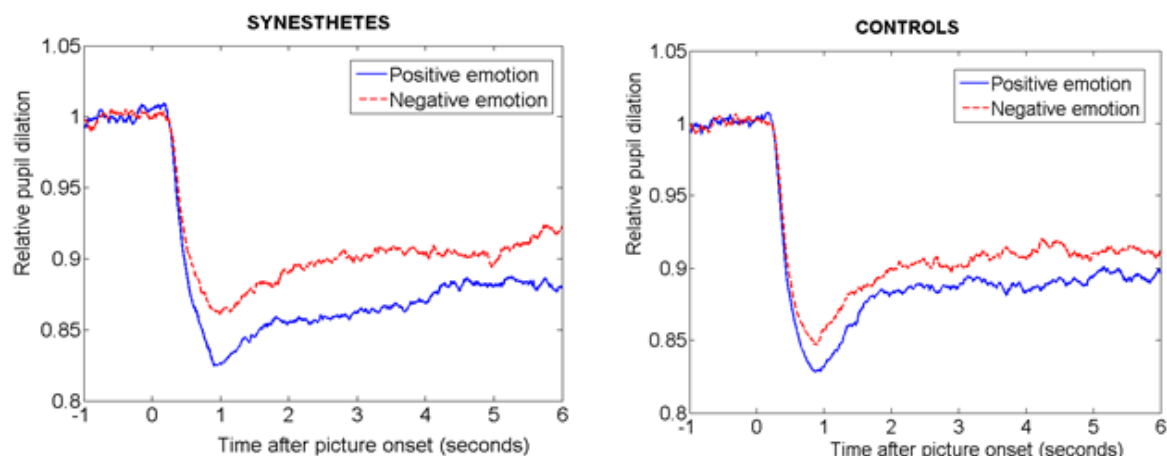 SYNESTHETES
1.05
1
0.95
0.9
0.85
0.8
Relative pupil dilation
Positive emotion
Negative emotion
-1 0 1 2 3 4 5 6
Time after picture onset (seconds)
CONTROLS
1.05
1
0.95
0.9
0.85
0.8
Relative pupil dilation
Positive emotion
Negative emotion
-1 0 1 2 3 4 5 6
Time after picture onset (seconds)